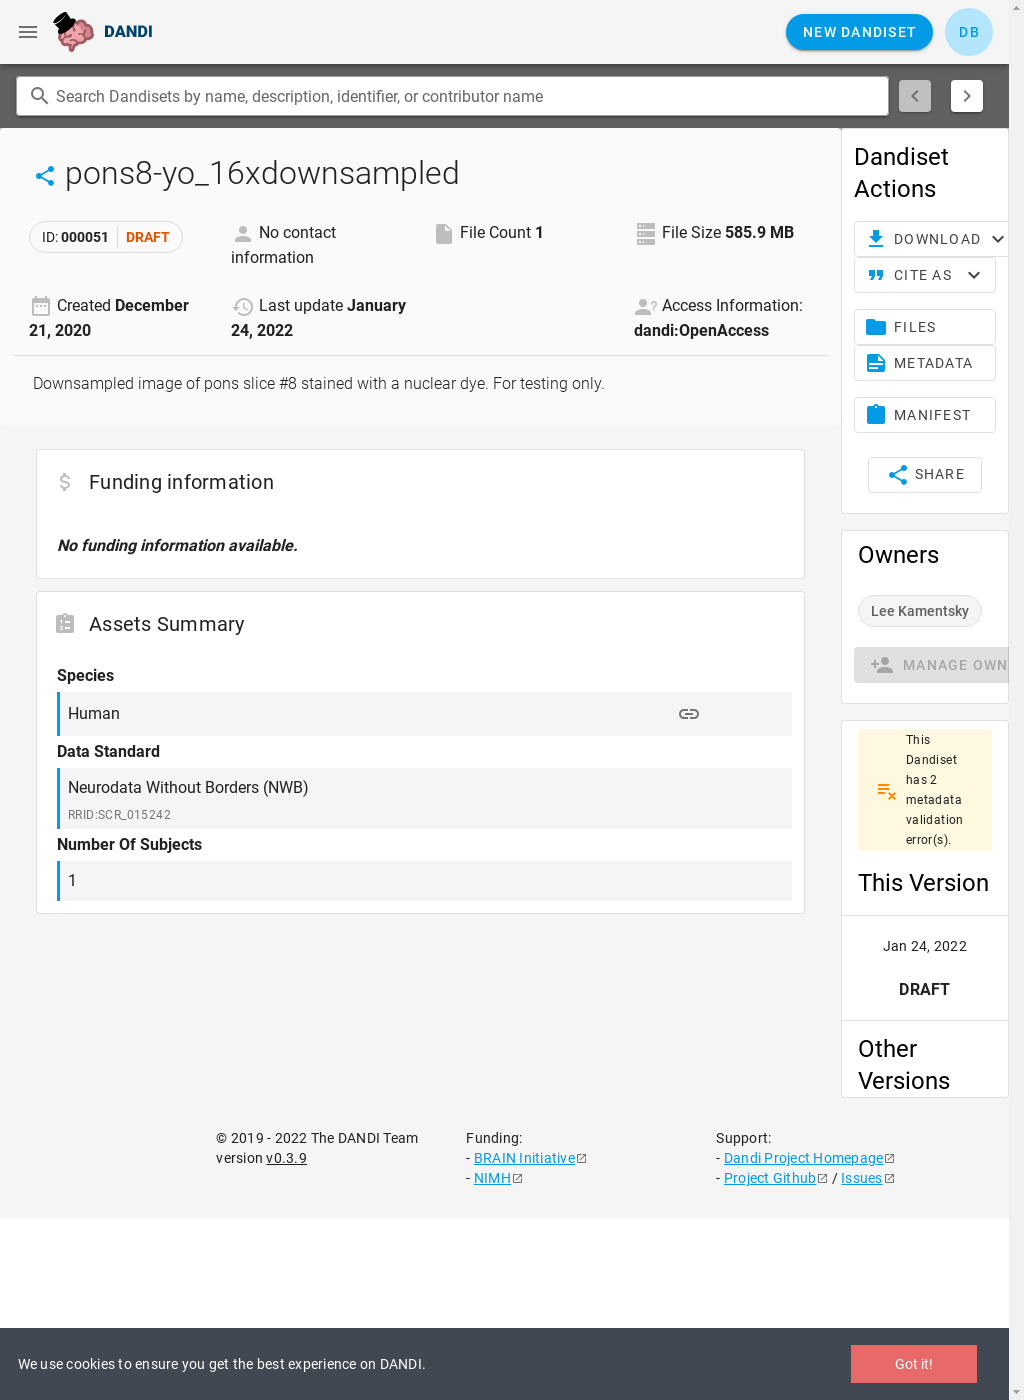 DANDI
NEW DANDISET
DB
Search Dandisets by name, description, identifier, or contributor name
pons8-yo_16xdownsampled
ID: 000051 DRAFT
No contact information
File Count 1
File Size 585.9 MB
Created December 21, 2020
Last update January 24, 2022
Access Information: dandi:OpenAccess
Downsampled image of pons slice #8 stained with a nuclear dye. For testing only.
Funding information
No funding information available.
Assets Summary
Species
Human
Data Standard
Neurodata Without Borders (NWB)
RRID:SCR_015242
Number Of Subjects
1
Dandiset
Actions
DOWNLOAD
CITE AS
FILES
METADATA
MANIFEST
SHARE
Owners
Lee Kamentsky
MANAGE OWN
This
Dandiset
has 2
metadata
validation
error(s).
This Version
Jan 24, 2022
DRAFT
Other
Versions
© 2019 - 2022 The DANDI Team
version v0.3.9
Funding:
- BRAIN Initiative
- NIMH
Support:
- Dandi Project Homepage
- Project Github / Issues
We use cookies to ensure you get the best experience on DANDI.
Got it!